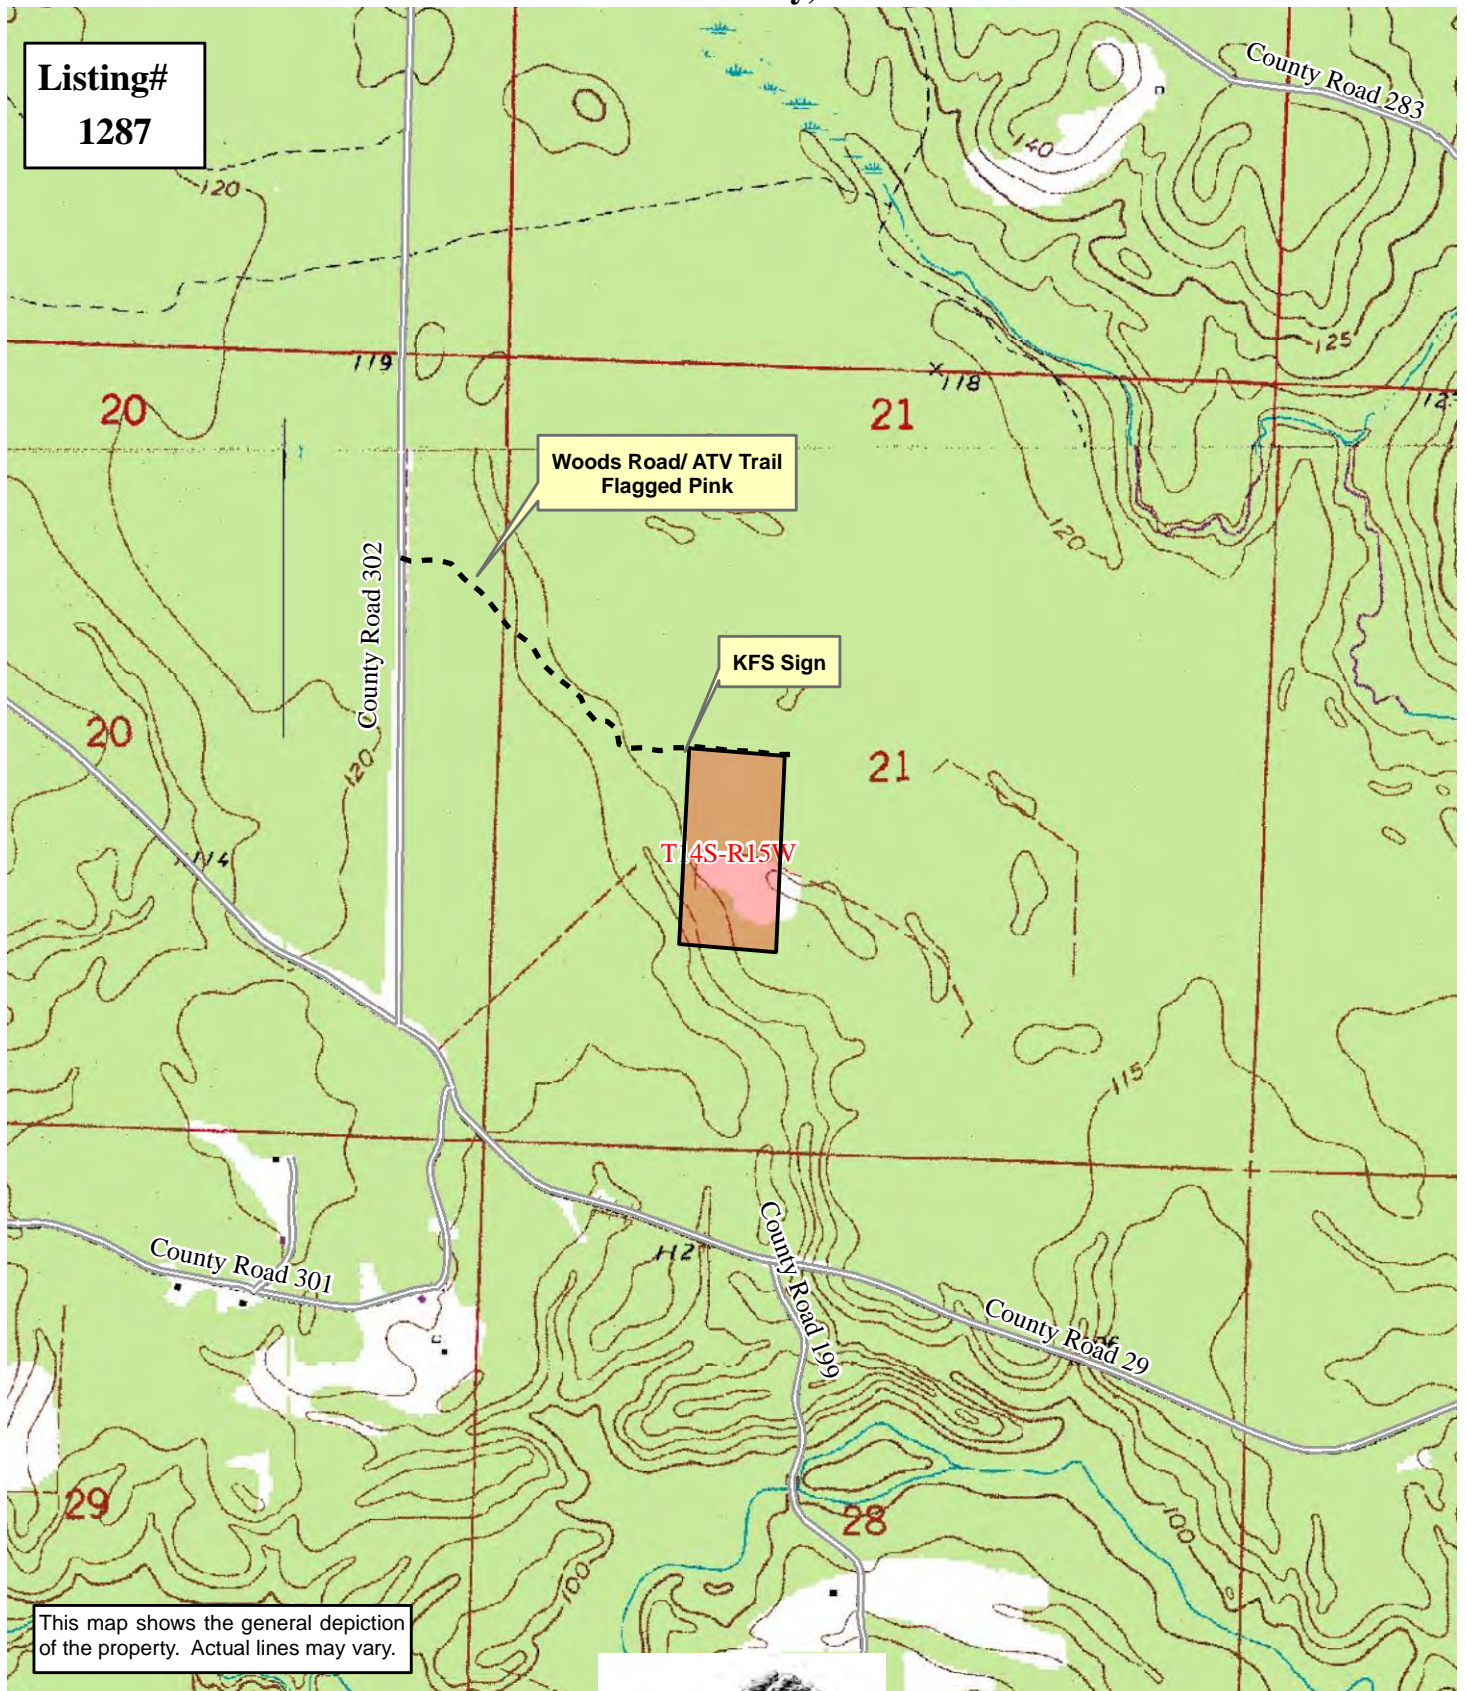 Listing#
1287
County Road 283
140
120
125
119
118
20
21
Woods Road/ ATV Trail
Flagged Pink
120
County Road 302
KFS Sign
20
21
120
T14S-R15W
114
115
112
County Road 301
County Road 199
County Road 29
29
28
100
100
This map shows the general depiction
of the property. Actual lines may vary.